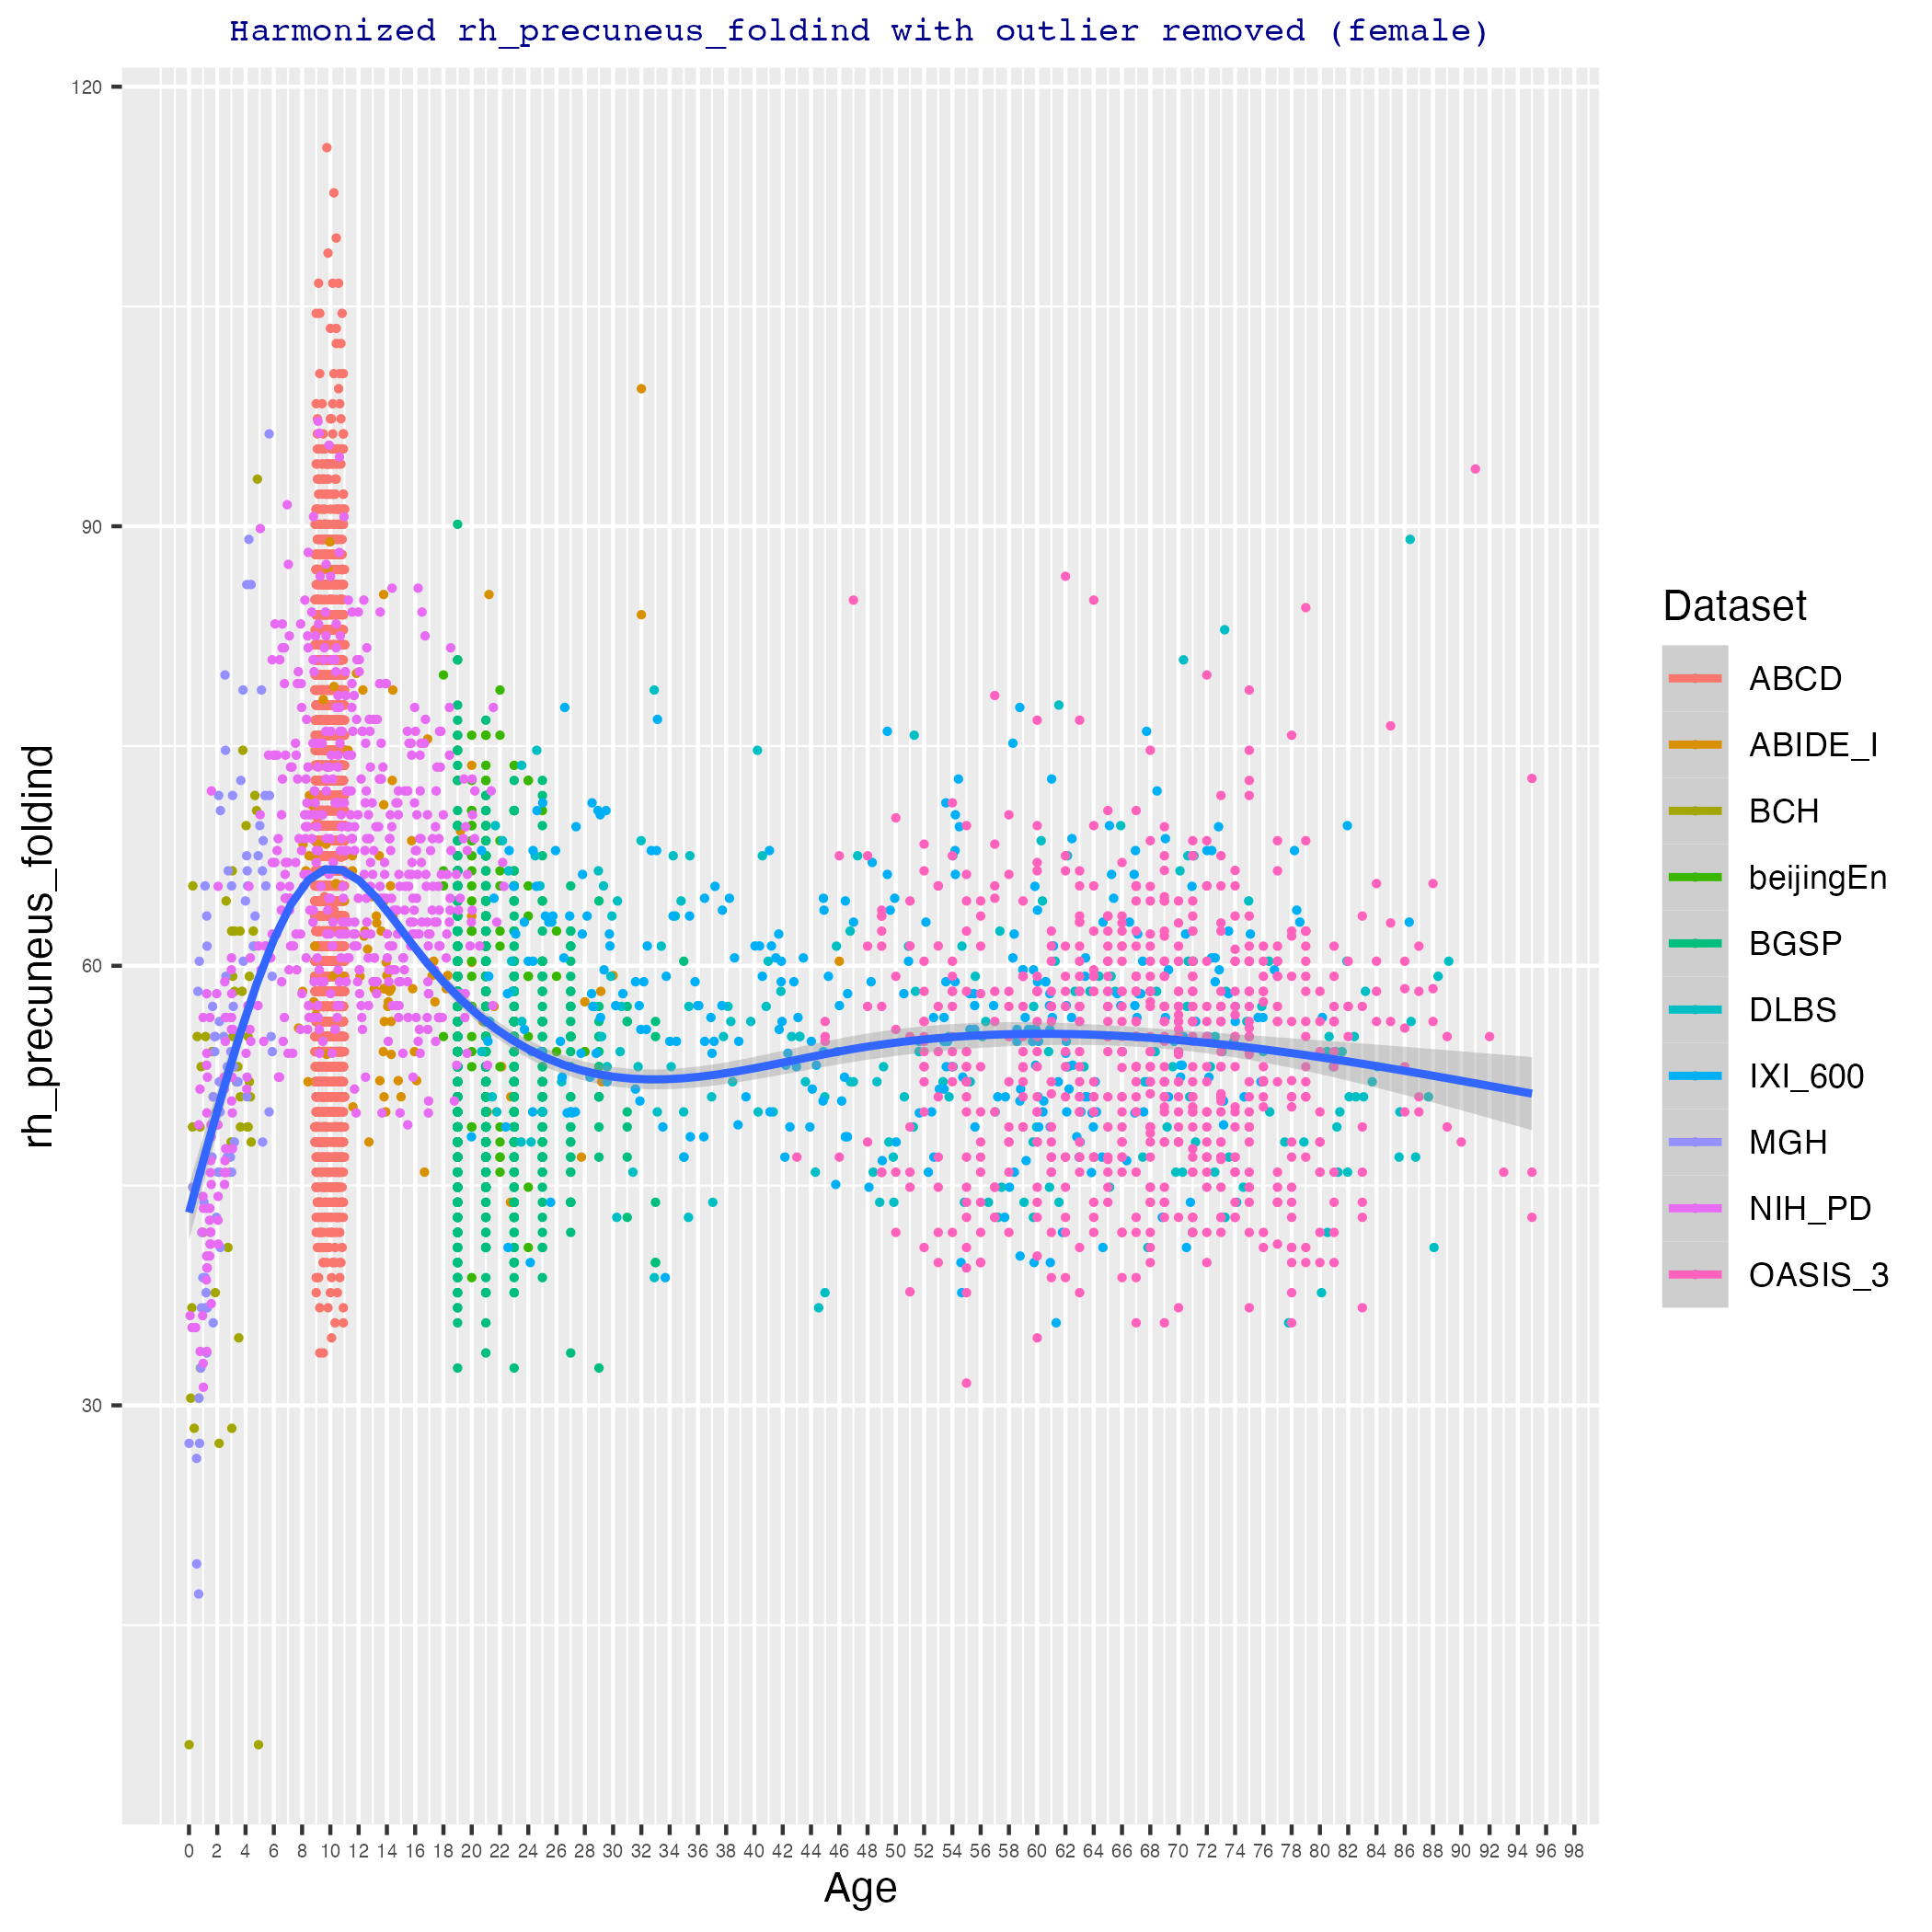 Harmonized rh_precuneus_foldind with outlier removed (female)
120
90
60
30
rh_precuneus_foldind
0 2 4 6 8 10 12 14 16 18 20 22 24 26 28 30 32 34 36 38 40 42 44 46 48 50 52 54 56 58 60 62 64 66 68 70 72 74 76 78 80 82 84 86 88 90 92 94 96 98
Age
Dataset
ABCD
ABIDE_I
BCH
beijingEn
BGSP
DLBS
IXI_600
MGH
NIH_PD
OASIS_3